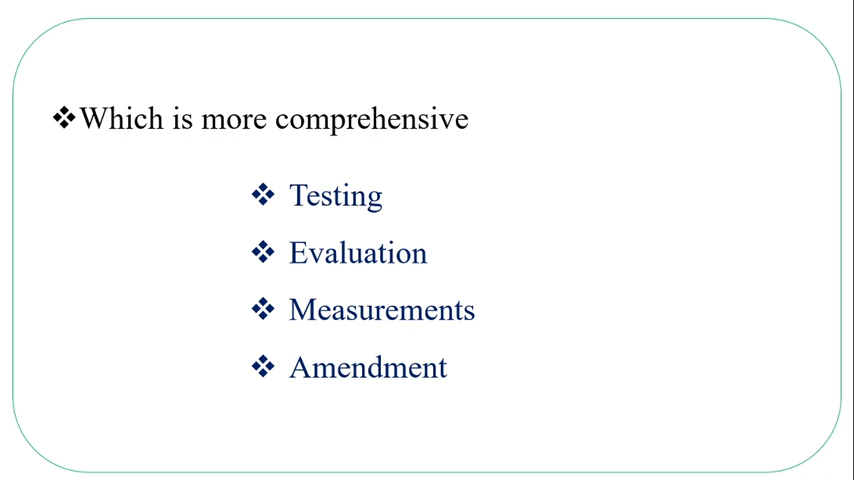 ❖Which is more comprehensive
❖ Testing
❖ Evaluation
❖ Measurements
❖ Amendment